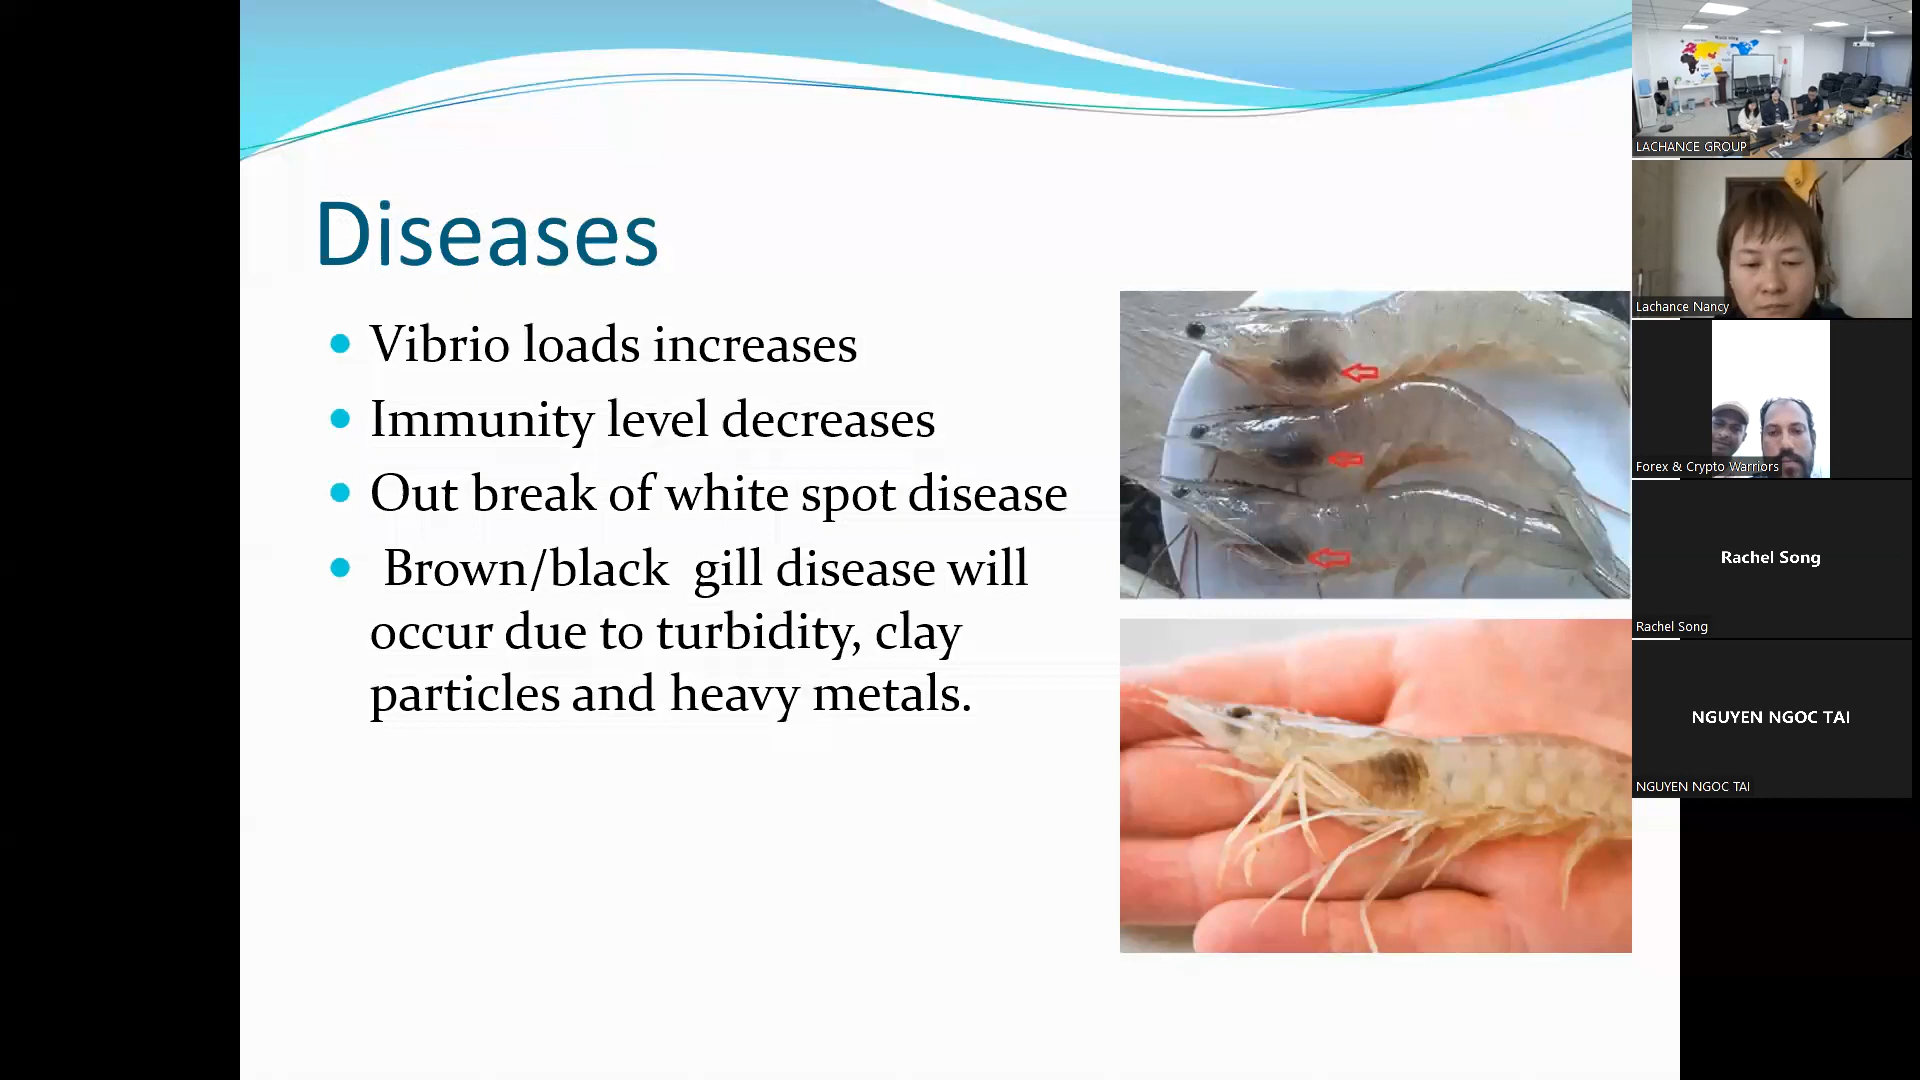 Diseases
Vibrio loads increases
Immunity level decreases
Out break of white spot disease
Brown/black gill disease will
occur due to turbidity, clay
particles and heavy metals.
LACHANCE GROUP
Lachance Nancy
Forex & Crypto Warriors
Rachel Song
Rachel Song
NGUYEN NGOC TAI
NGUYEN NGOC TAI